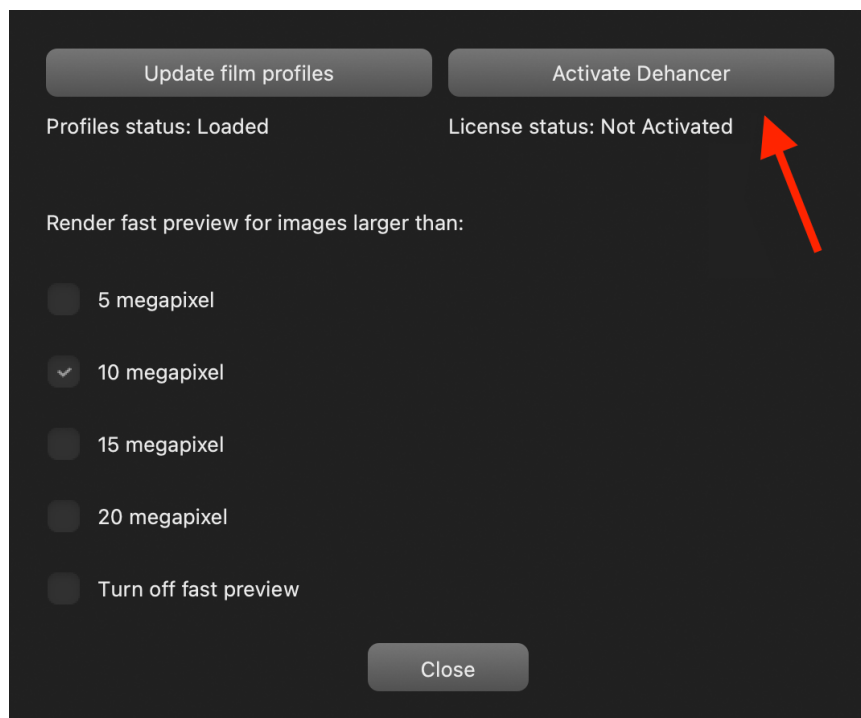 Update film profiles
Activate Dehancer
Profiles status: Loaded
License status: Not Activated
Render fast preview for images larger than:
5 megapixel
10 megapixel
15 megapixel
20 megapixel
Turn off fast preview
Close